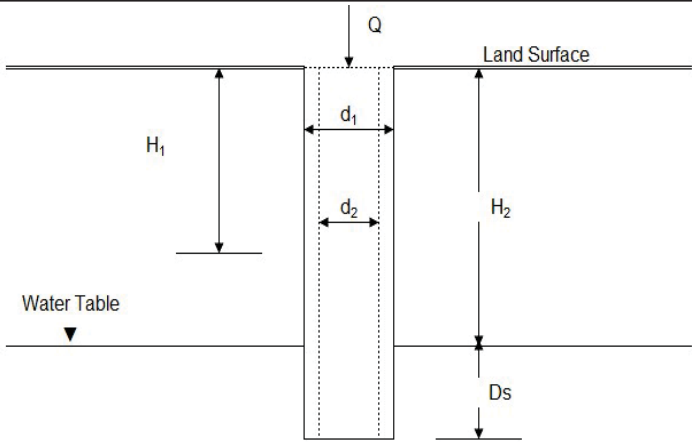 Q
Land Surface
d₁
H₁
d₂
H₂
Water Table
Ds